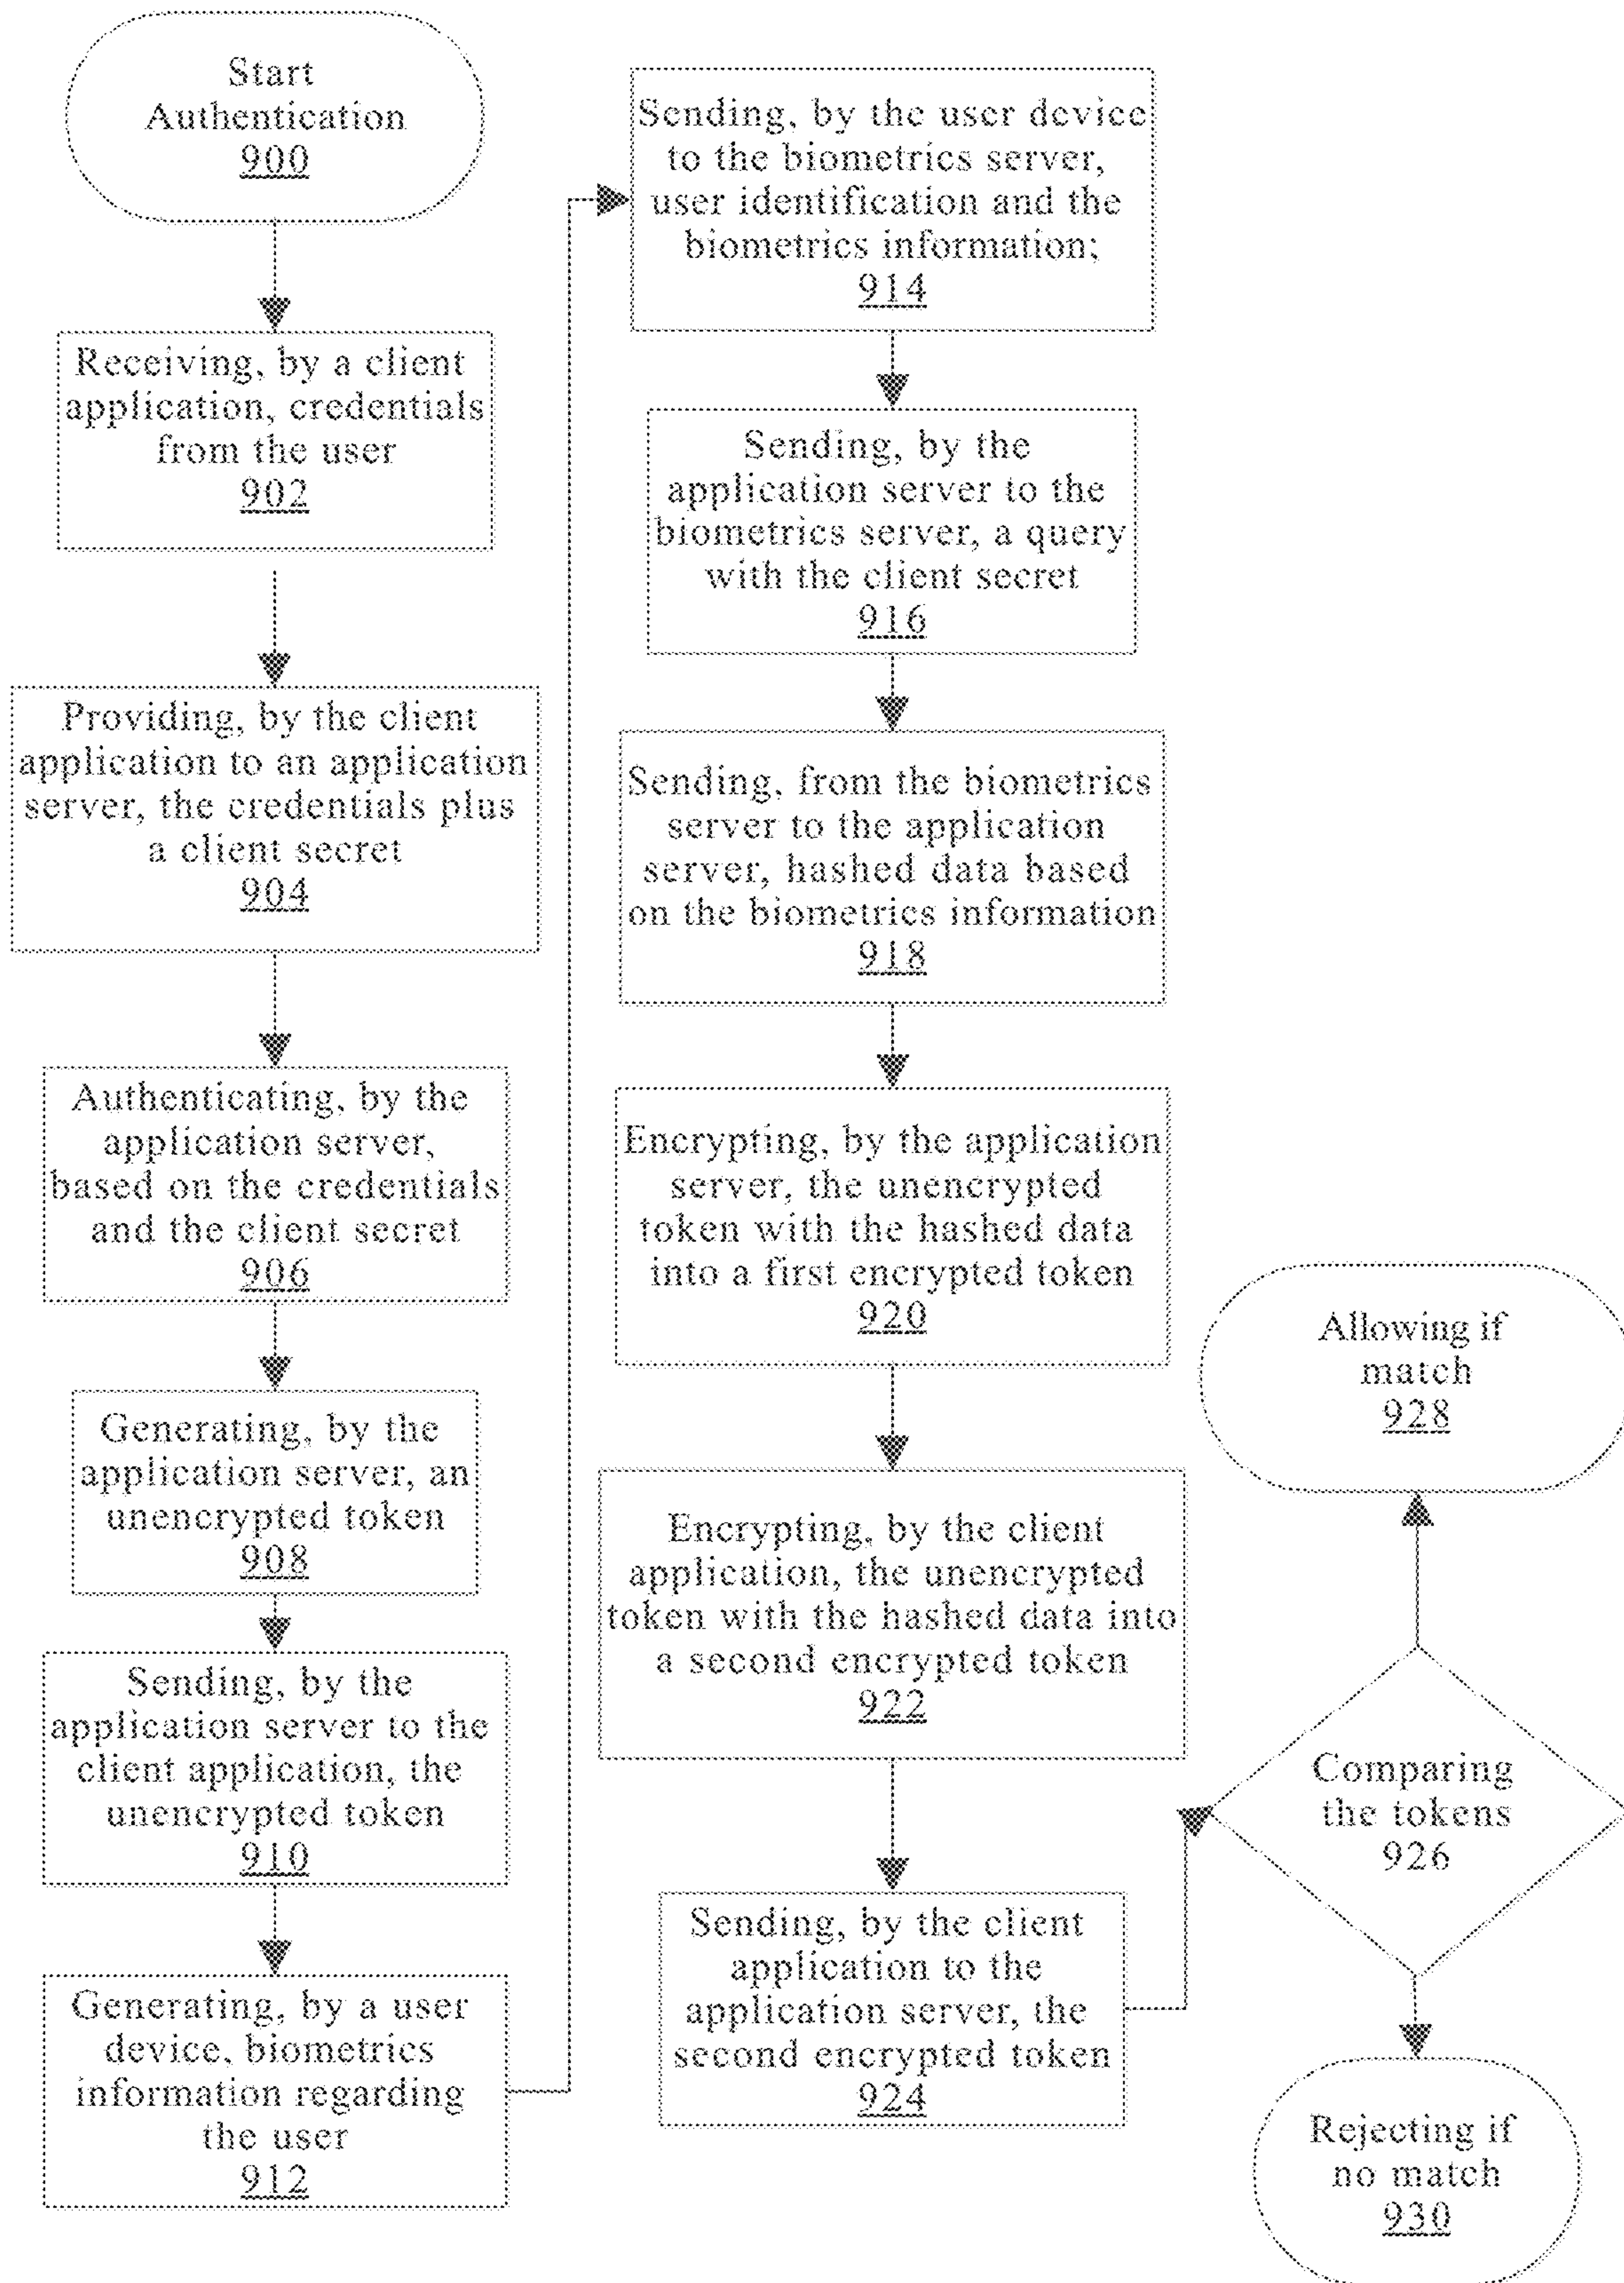 Start
Authentication
900
Receiving, by a client
application, credentials
from the user
902
Providing, by the client
application to an application
server, the credentials plus
a client secret
904
Authenticating, by the
application server,
based on the credentials
and the client secret
906
Generating, by the
application server, an
unencrypted token
908
Sending, by the
application server to the
client application, the
unencrypted token
910
Generating, by a user
device, biometrics
information regarding
the user
912
Sending, by the user device
to the biometrics server,
user identification and the
biometrics information;
914
Sending, by the
application server to the
biometrics server, a query
with the client secret
916
Sending, from the biometrics
server to the application
server, hashed data based
on the biometrics information
918
Encrypting, by the application
server, the unencrypted
token with the hashed data
into a first encrypted token
920
Encrypting, by the client
application, the unencrypted
token with the hashed data into
a second encrypted token
922
Sending, by the client
application to the
application server, the
second encrypted token
924
Comparing
the tokens
926
Allowing if
match
928
Rejecting if
no match
930